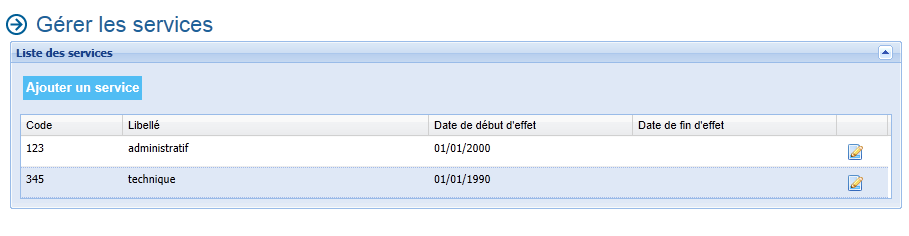 Gérer les services
Liste des services
Ajouter un service
Code Libellé Date de début d'effet Date de fin d'effet
123 administratif 01/01/2000
345 technique 01/01/1990